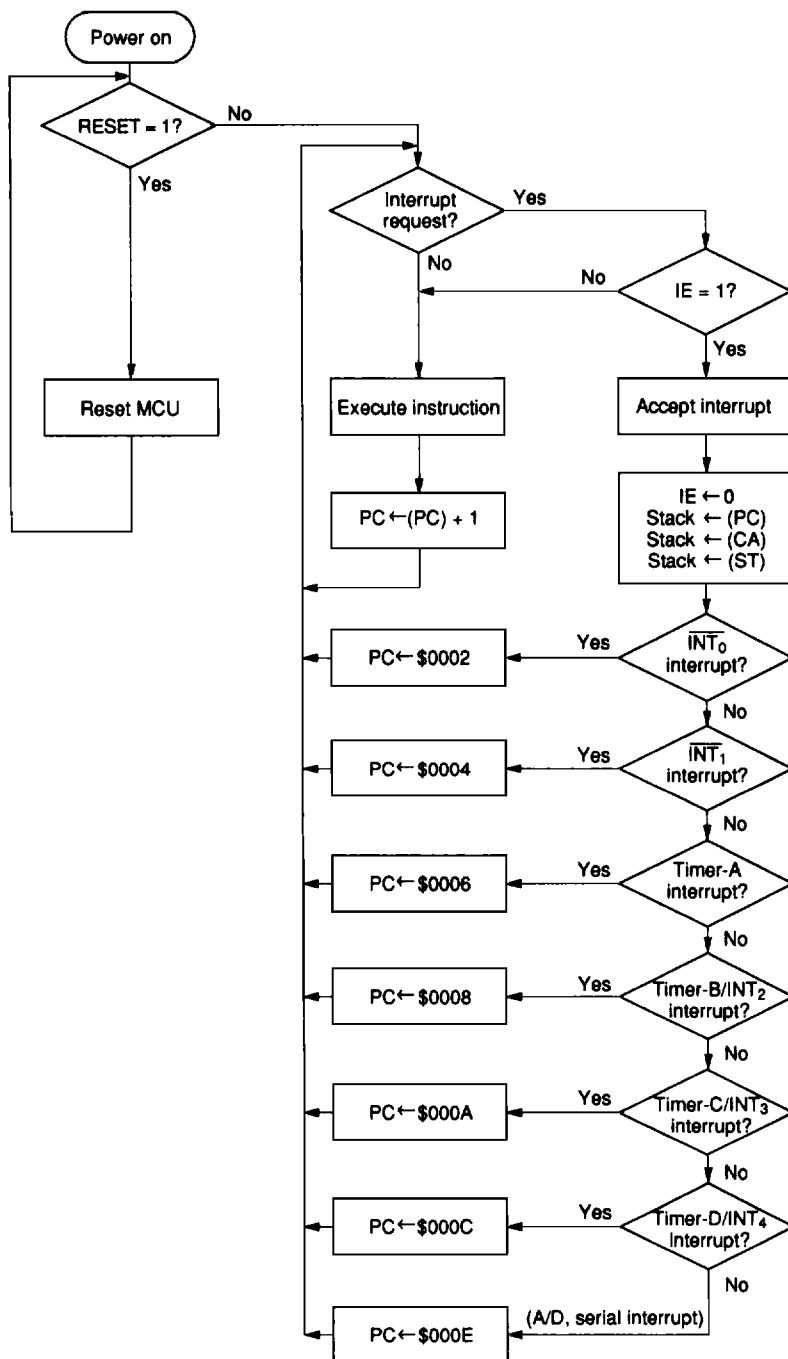 Power on
RESET = 1?
No
Yes
Reset MCU
Interrupt
request?
Yes
No
IE = 1?
No
Yes
Execute instruction
PC ← (PC) + 1
Accept interrupt
IE ← 0
Stack ← (PC)
Stack ← (CA)
Stack ← (ST)
I̅N̅T̅₀̅
interrupt?
Yes
PC ← $0002
No
I̅N̅T̅₁
interrupt?
Yes
PC ← $0004
No
Timer-A
interrupt?
Yes
PC ← $0006
No
Timer-B/INT₂
interrupt?
Yes
PC ← $0008
No
Timer-C/INT₃
interrupt?
Yes
PC ← $000A
No
Timer-D/INT₄
Interrupt?
Yes
PC ← $000C
No
(A/D, serial interrupt)
PC ← $000E